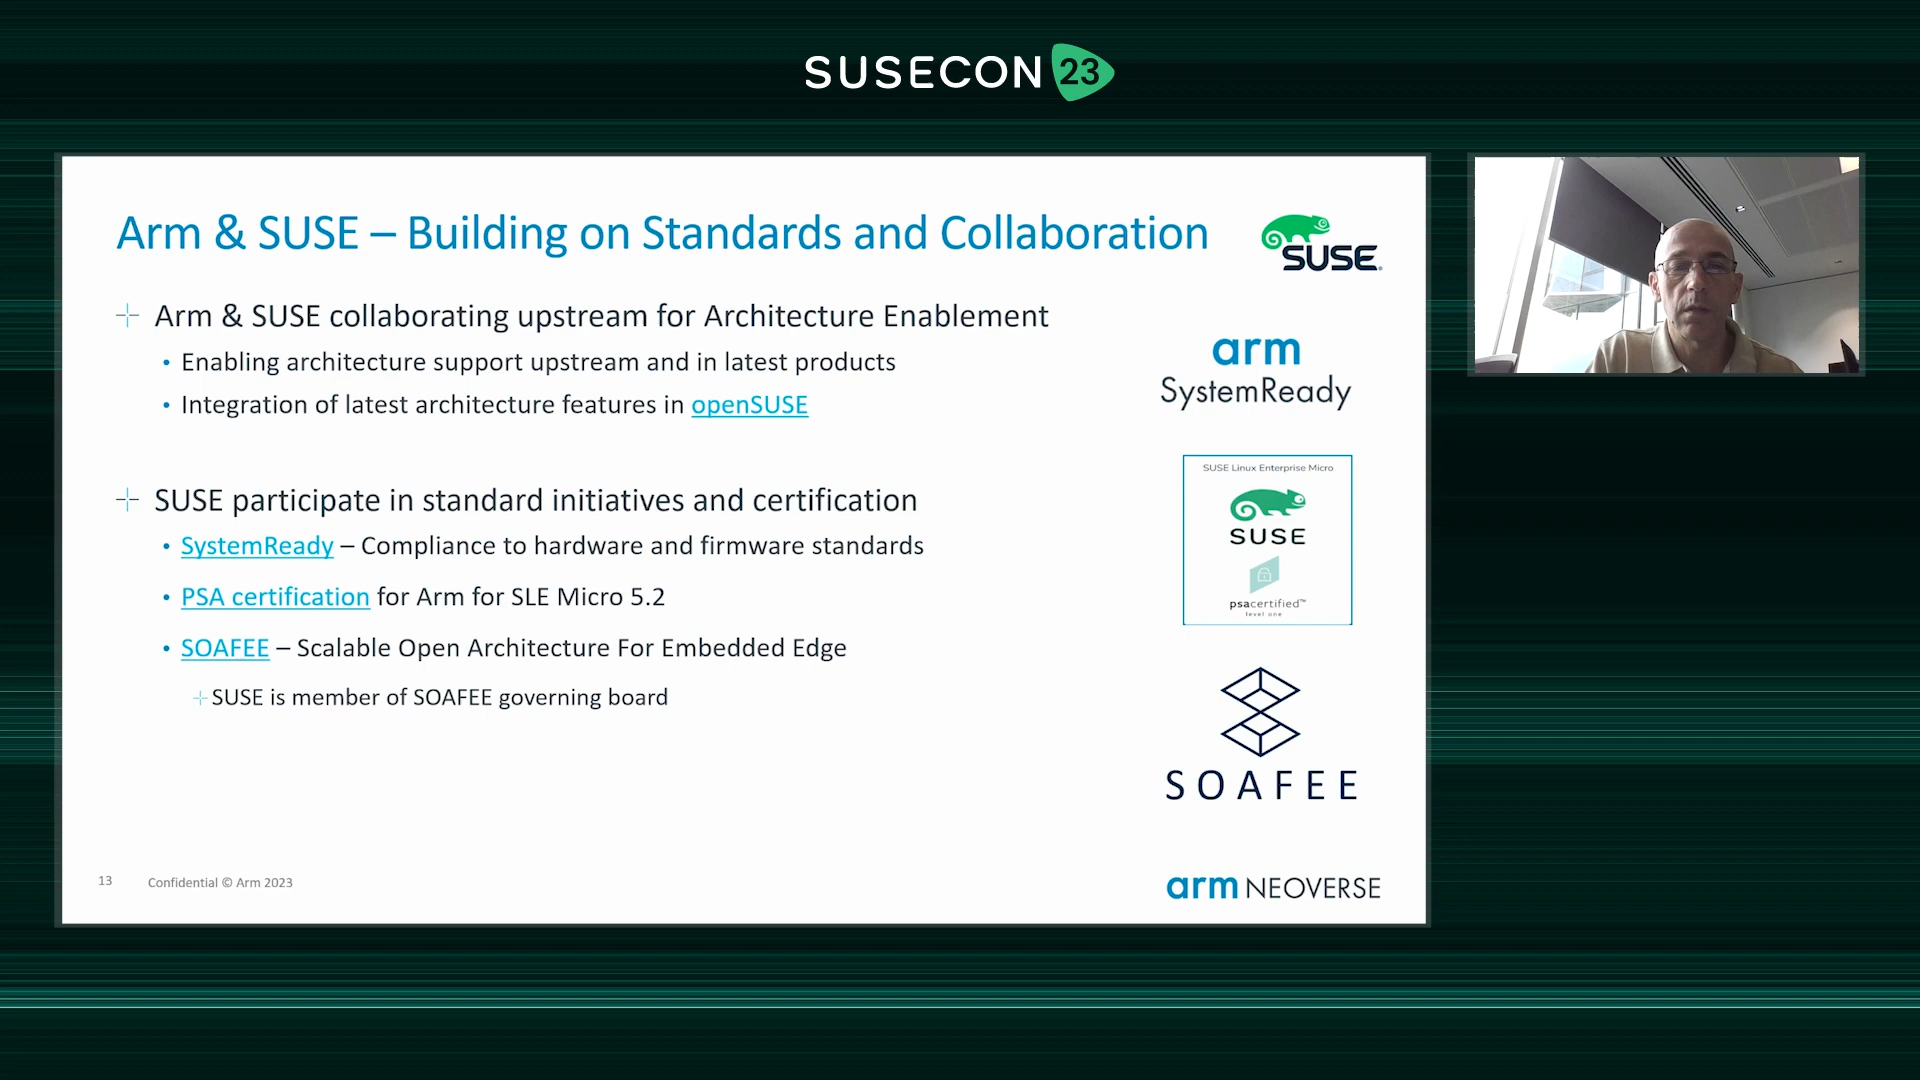 SUSECON 23
Arm & SUSE – Building on Standards and Collaboration
SUSE
Arm & SUSE collaborating upstream for Architecture Enablement
• Enabling architecture support upstream and in latest products
• Integration of latest architecture features in openSUSE
arm
SystemReady
SUSE participate in standard initiatives and certification
• SystemReady – Compliance to hardware and firmware standards
• PSA certification for Arm for SLE Micro 5.2
• SOAFEE – Scalable Open Architecture For Embedded Edge
SUSE is member of SOAFEE governing board
SUSE Linux Enterprise Micro
SUSE
psacertified™
level one
SOAFEE
13
Confidential © Arm 2023
arm NEOVERSE